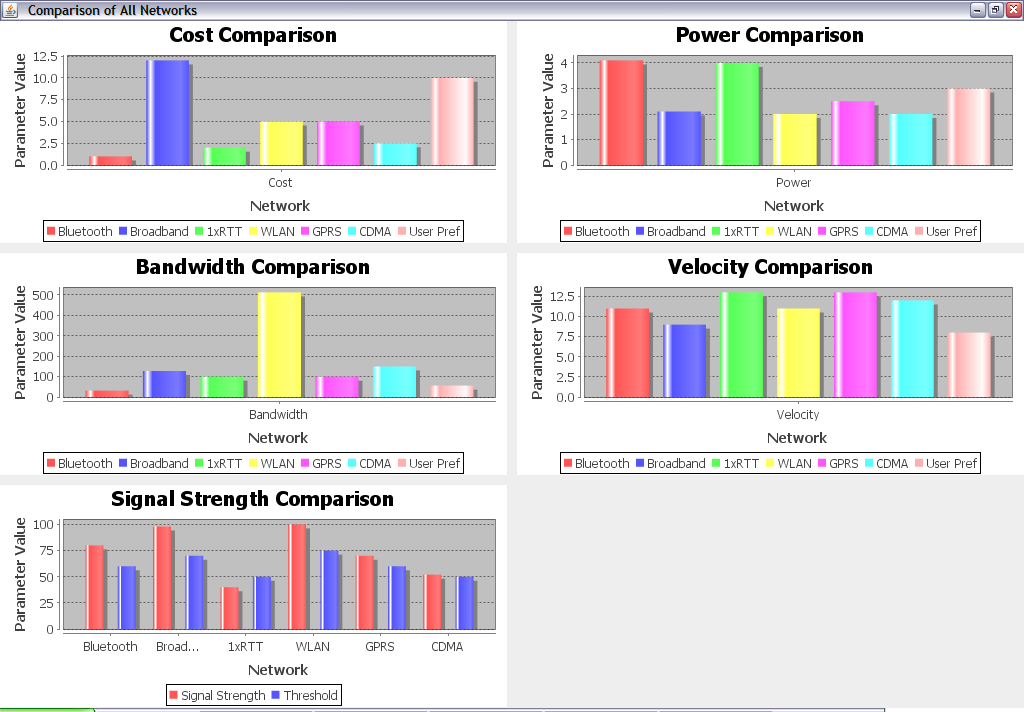 Comparison of All Networks
Cost Comparison
Parameter Value
12.5
10.0
7.5
5.0
2.5
0.0
Cost
Network
Bluetooth Broadband 1xRTT WLAN GPRS CDMA User Pref
Power Comparison
Parameter Value
4
3
2
1
0
Power
Network
Bluetooth Broadband 1xRTT WLAN GPRS CDMA User Pref
Bandwidth Comparison
Parameter Value
500
400
300
200
100
0
Bandwidth
Network
Bluetooth Broadband 1xRTT WLAN GPRS CDMA User Pref
Velocity Comparison
Parameter Value
12.5
10.0
7.5
5.0
2.5
0.0
Velocity
Network
Bluetooth Broadband 1xRTT WLAN GPRS CDMA User Pref
Signal Strength Comparison
Parameter Value
100
75
50
25
0
Bluetooth Broad... 1xRTT WLAN GPRS CDMA
Network
Signal Strength Threshold